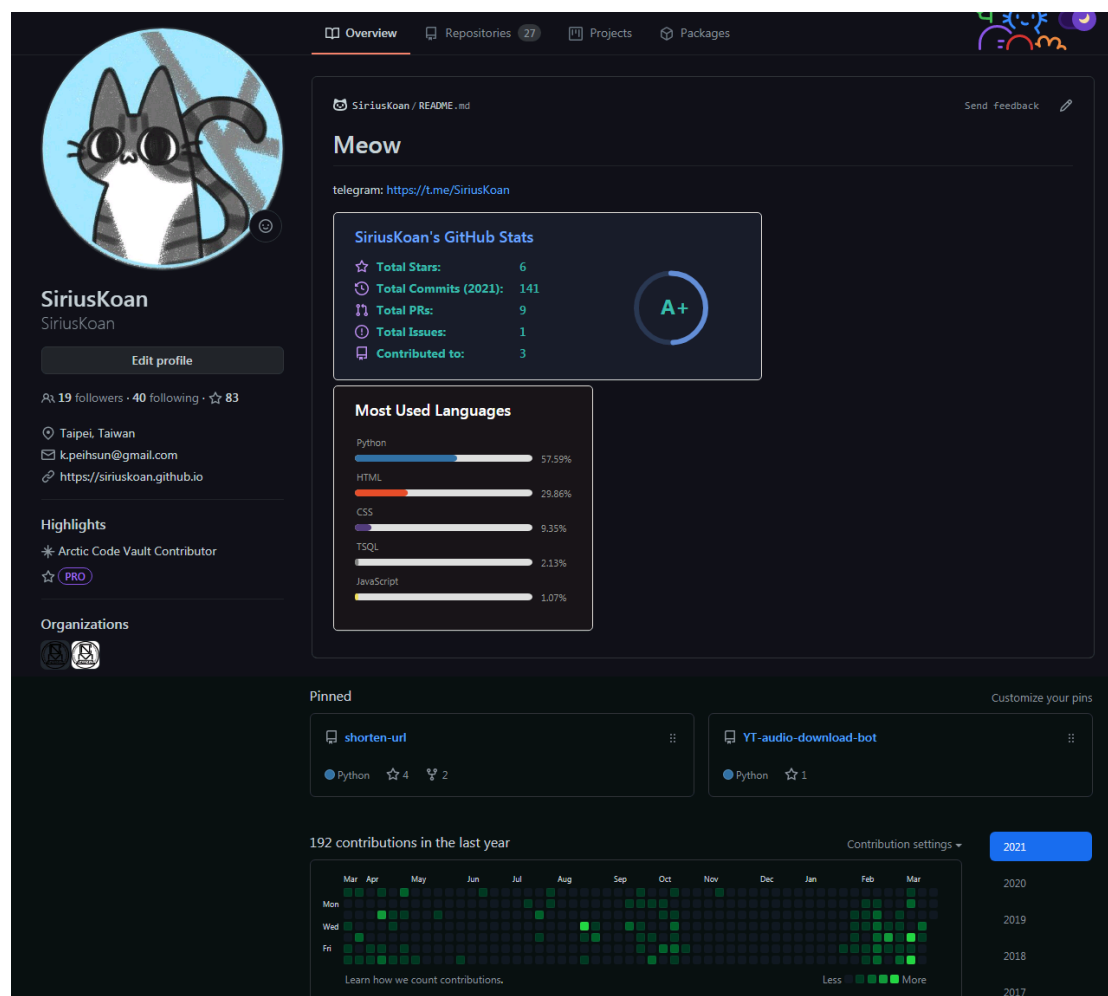 Overview
Repositories 27
Projects
Packages
SiriusKoan / README.md
Send feedback
Meow
telegram: https://t.me/SiriusKoan
SiriusKoan's GitHub Stats
Total Stars: 6
Total Commits (2021): 141
Total PRs: 9
Total Issues: 1
Contributed to: 3
A+
Most Used Languages
Python
57.59%
HTML
29.86%
CSS
9.35%
TSQL
2.13%
JavaScript
1.07%
SiriusKoan
SiriusKoan
Edit profile
19 followers · 40 following · 83
Taipei, Taiwan
k.peihsun@gmail.com
https://siriuskoan.github.io
Highlights
Arctic Code Vault Contributor
PRO
Organizations
Pinned
Customize your pins
shorten-url
Python 4 2
YT-audio-download-bot
Python 1
192 contributions in the last year
Contribution settings
Mar Apr May Jun Jul Aug Sep Oct Nov Dec Jan Feb Mar
Mon
Wed
Fri
Learn how we count contributions.
Less More
2021
2020
2019
2018
2017